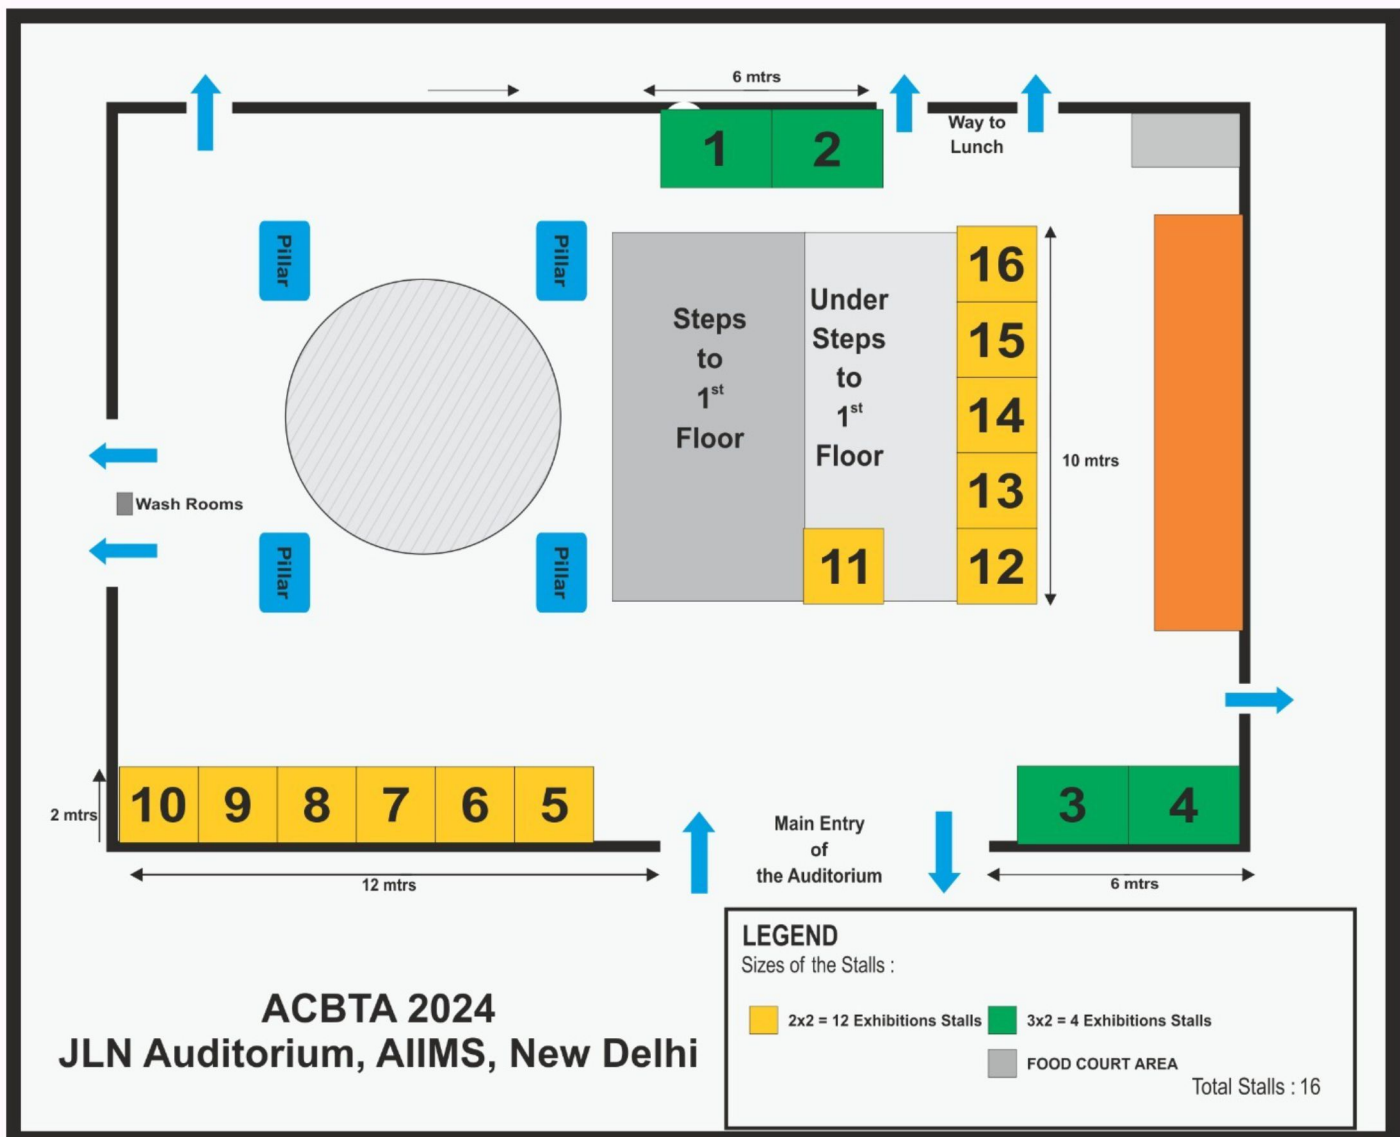 6 mtrs
Way to
Lunch
1
2
Pillar
Pillar
Steps
to
1st
Floor
Under
Steps
to
1st
Floor
16
15
14
13
12
11
10 mtrs
Wash Rooms
Pillar
Pillar
2 mtrs
10
9
8
7
6
5
12 mtrs
Main Entry
of
the Auditorium
3
4
6 mtrs
ACBTA 2024
JLN Auditorium, AIIMS, New Delhi
LEGEND
Sizes of the Stalls :
2x2 = 12 Exhibitions Stalls
3x2 = 4 Exhibitions Stalls
FOOD COURT AREA
Total Stalls : 16